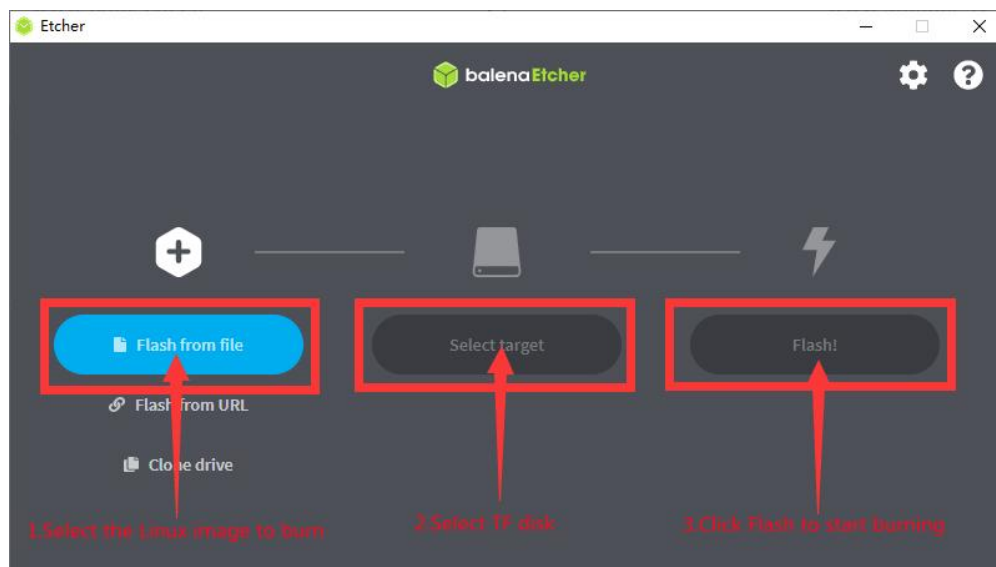 Etcher
balenaEtcher
Flash from file
Select target
Flash!
Flash from URL
Clone drive
1.Select the Linux image to burn
2.Select TF disk
3.Click Flash to start burning